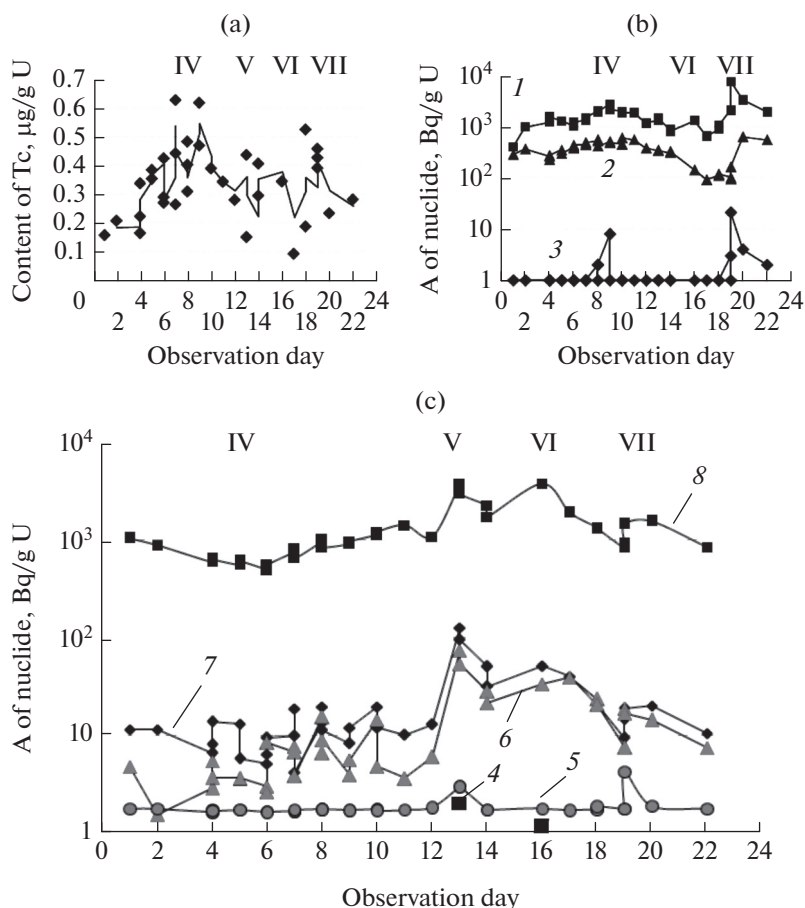 (a)
IV V VI VII
Content of Tc, µg/g U
0.7
0.6
0.5
0.4
0.3
0.2
0.1
0 4 8 12 16 20 24
2 6 10 14 18 22
Observation day
(b)
IV VI VII
A of nuclide, Bq/g U
10⁴
10³
10²
10
1
1
2
3
0 4 8 12 16 20 24
2 6 10 14 18 22
Observation day
(c)
IV V VI VII
A of nuclide, Bq/g U
10⁴
10³
10²
10
1
8
7
6
4 5
0 2 4 6 8 10 12 14 16 18 20 22 24
Observation day